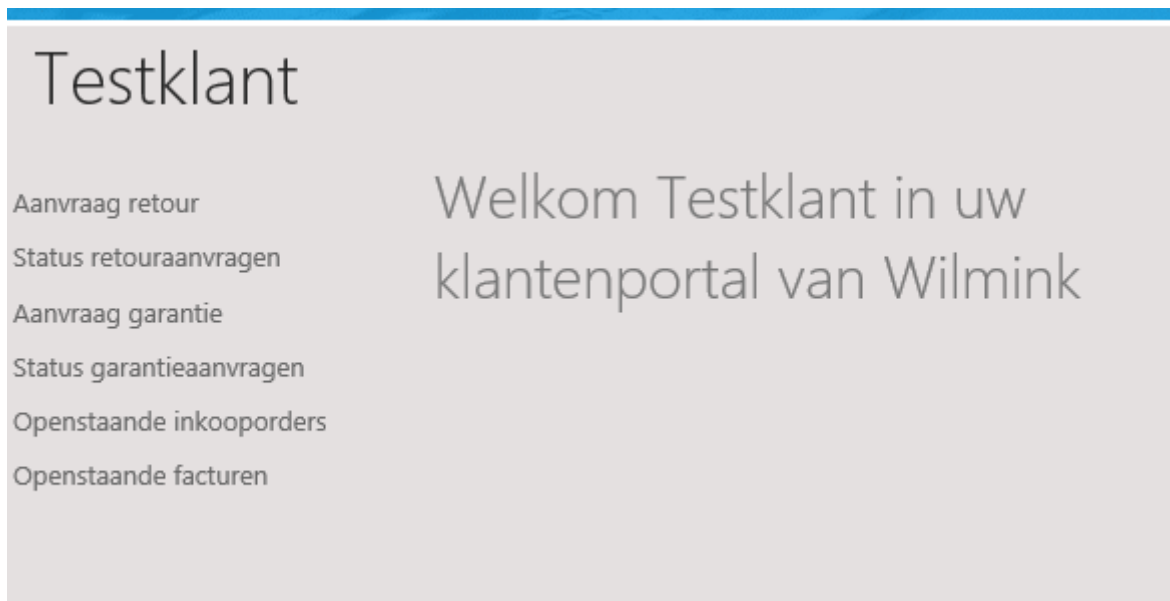 Testklant
Aanvraag retour
Status retouraanvragen
Aanvraag garantie
Status garantieaanvragen
Openstaande inkooporders
Openstaande facturen
Welkom Testklant in uw
klantenportal van Wilmink